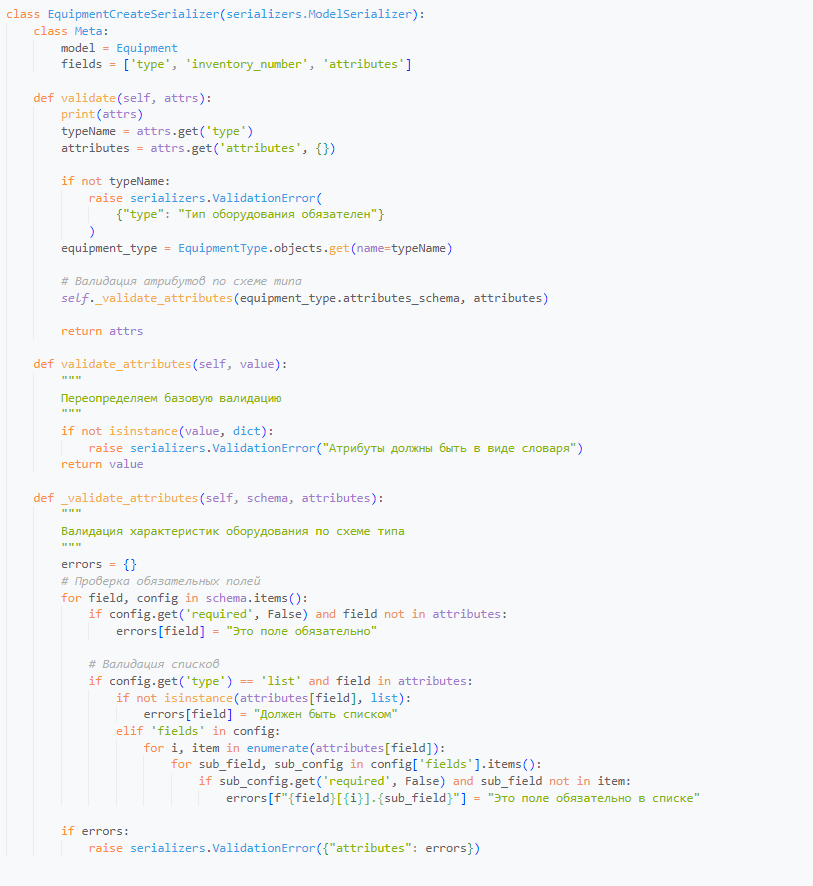 class EquipmentCreateSerializer(serializers.ModelSerializer):
    class Meta:
        model = Equipment
        fields = ['type', 'inventory_number', 'attributes']

    def validate(self, attrs):
        print(attrs)
        typeName = attrs.get('type')
        attributes = attrs.get('attributes', {})

        if not typeName:
            raise serializers.ValidationError(
                {"type": "Тип оборудования обязателен"}
            )
        equipment_type = EquipmentType.objects.get(name=typeName)

        # Валидация атрибутов по схеме типа
        self._validate_attributes(equipment_type.attributes_schema, attributes)

        return attrs

    def validate_attributes(self, value):
        """
        Переопределяем базовую валидацию
        """
        if not isinstance(value, dict):
            raise serializers.ValidationError("Атрибуты должны быть в виде словаря")
        return value

    def _validate_attributes(self, schema, attributes):
        """
        Валидация характеристик оборудования по схеме типа
        """
        errors = {}
        # Проверка обязательных полей
        for field, config in schema.items():
            if config.get('required', False) and field not in attributes:
                errors[field] = "Это поле обязательно"

            # Валидация списков
            if config.get('type') == 'list' and field in attributes:
                if not isinstance(attributes[field], list):
                    errors[field] = "Должен быть списком"
                elif 'fields' in config:
                    for i, item in enumerate(attributes[field]):
                        for sub_field, sub_config in config['fields'].items():
                            if sub_config.get('required', False) and sub_field not in item:
                                errors[f"{field}[{i}].{sub_field}"] = "Это поле обязательно в списке"

        if errors:
            raise serializers.ValidationError({"attributes": errors})